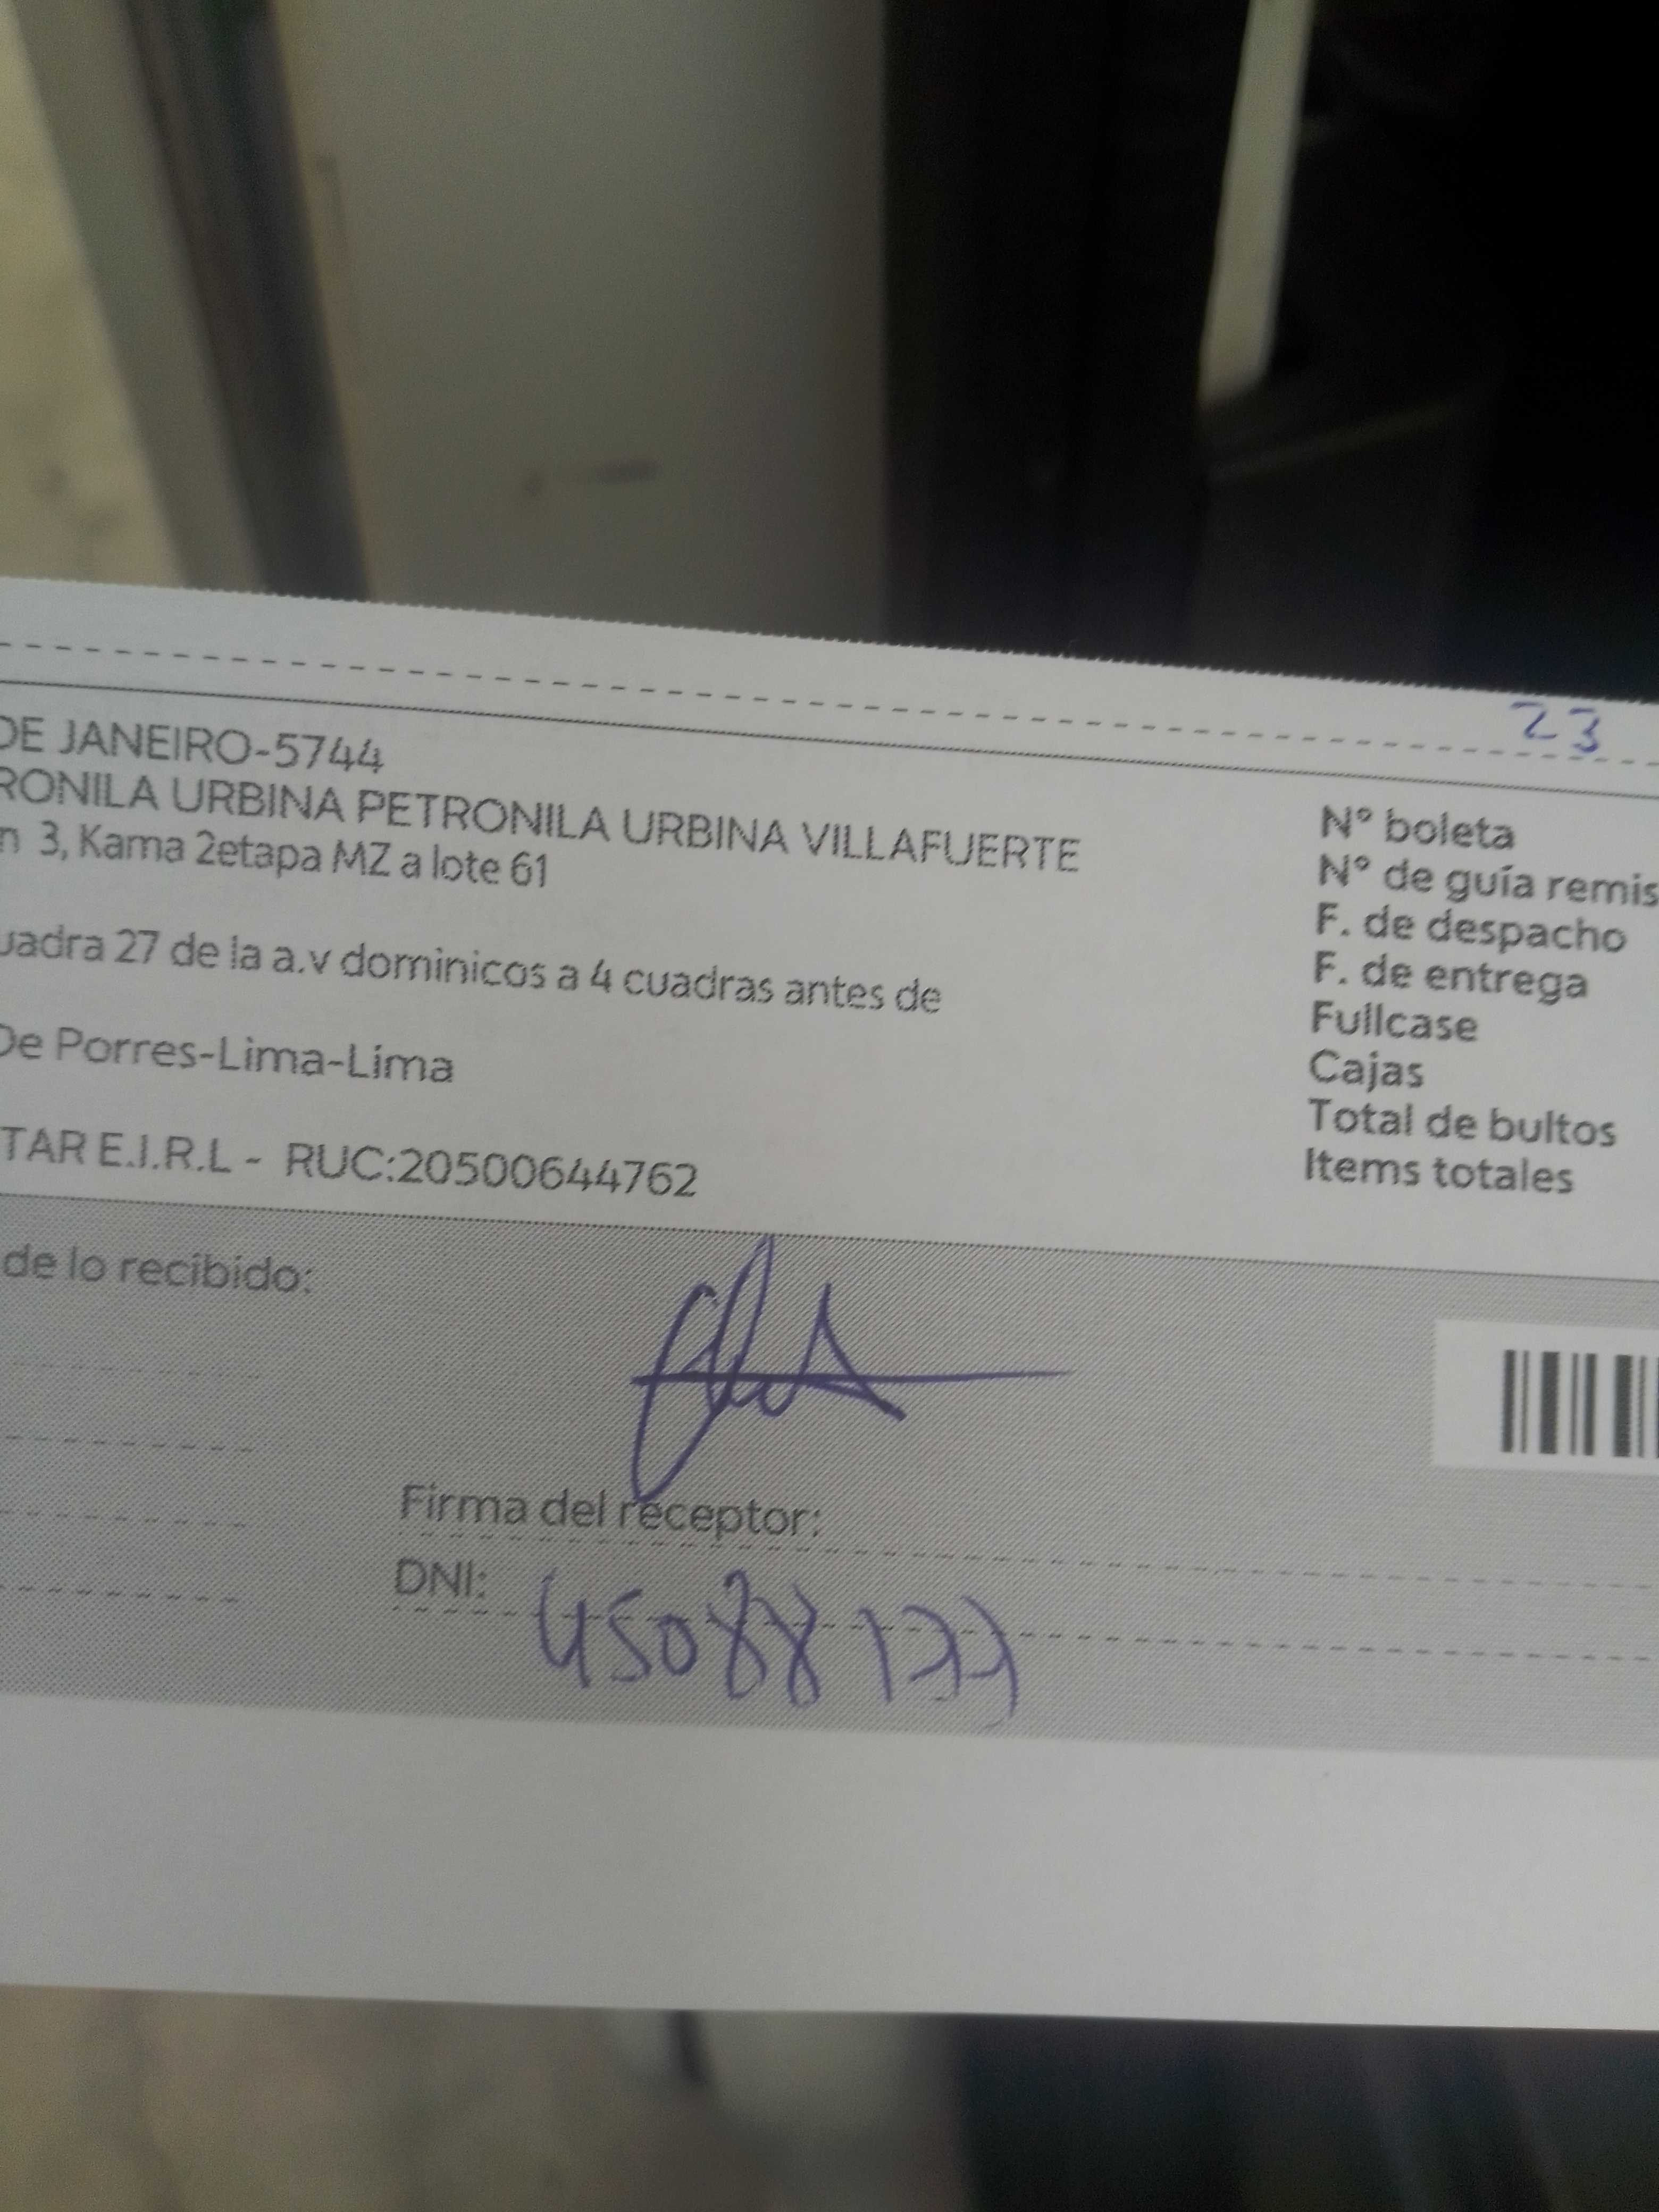 23
DE JANEIRO-5744
RONILA URBINA PETRONILA URBINA VILLAFUERTE
n 3, Kama 2etapa MZ a lote 61
uadra 27 de la a.v dominicos a 4 cuadras antes de
De Porres-Lima-Lima
TAR E.I.R.L - RUC:20500644762
N° boleta
N° de guía remis
F. de despacho
F. de entrega
Fullcase
Cajas
Total de bultos
Items totales
de lo recibido:
Firma del receptor:
DNI: 45088177